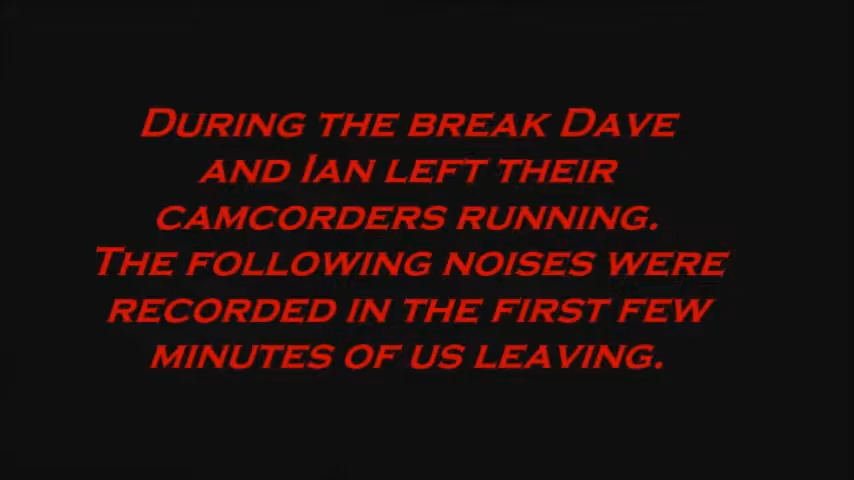 During the break Dave
and Ian left their
camcorders running.
The following noises were
recorded in the first few
minutes of us leaving.